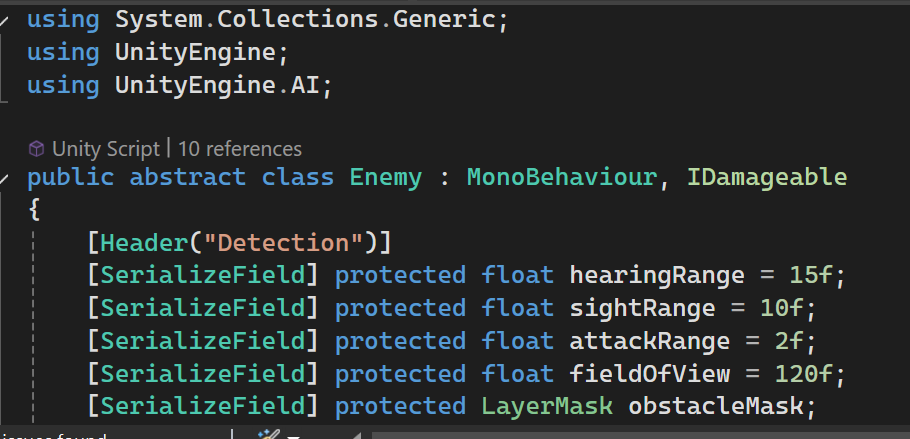 using System.Collections.Generic;
using UnityEngine;
using UnityEngine.AI;
Unity Script | 10 references
public abstract class Enemy : MonoBehaviour, IDamageable
{
[Header("Detection")]
[SerializeField] protected float hearingRange = 15f;
[SerializeField] protected float sightRange = 10f;
[SerializeField] protected float attackRange = 2f;
[SerializeField] protected float fieldOfView = 120f;
[SerializeField] protected LayerMask obstacleMask;
issues found